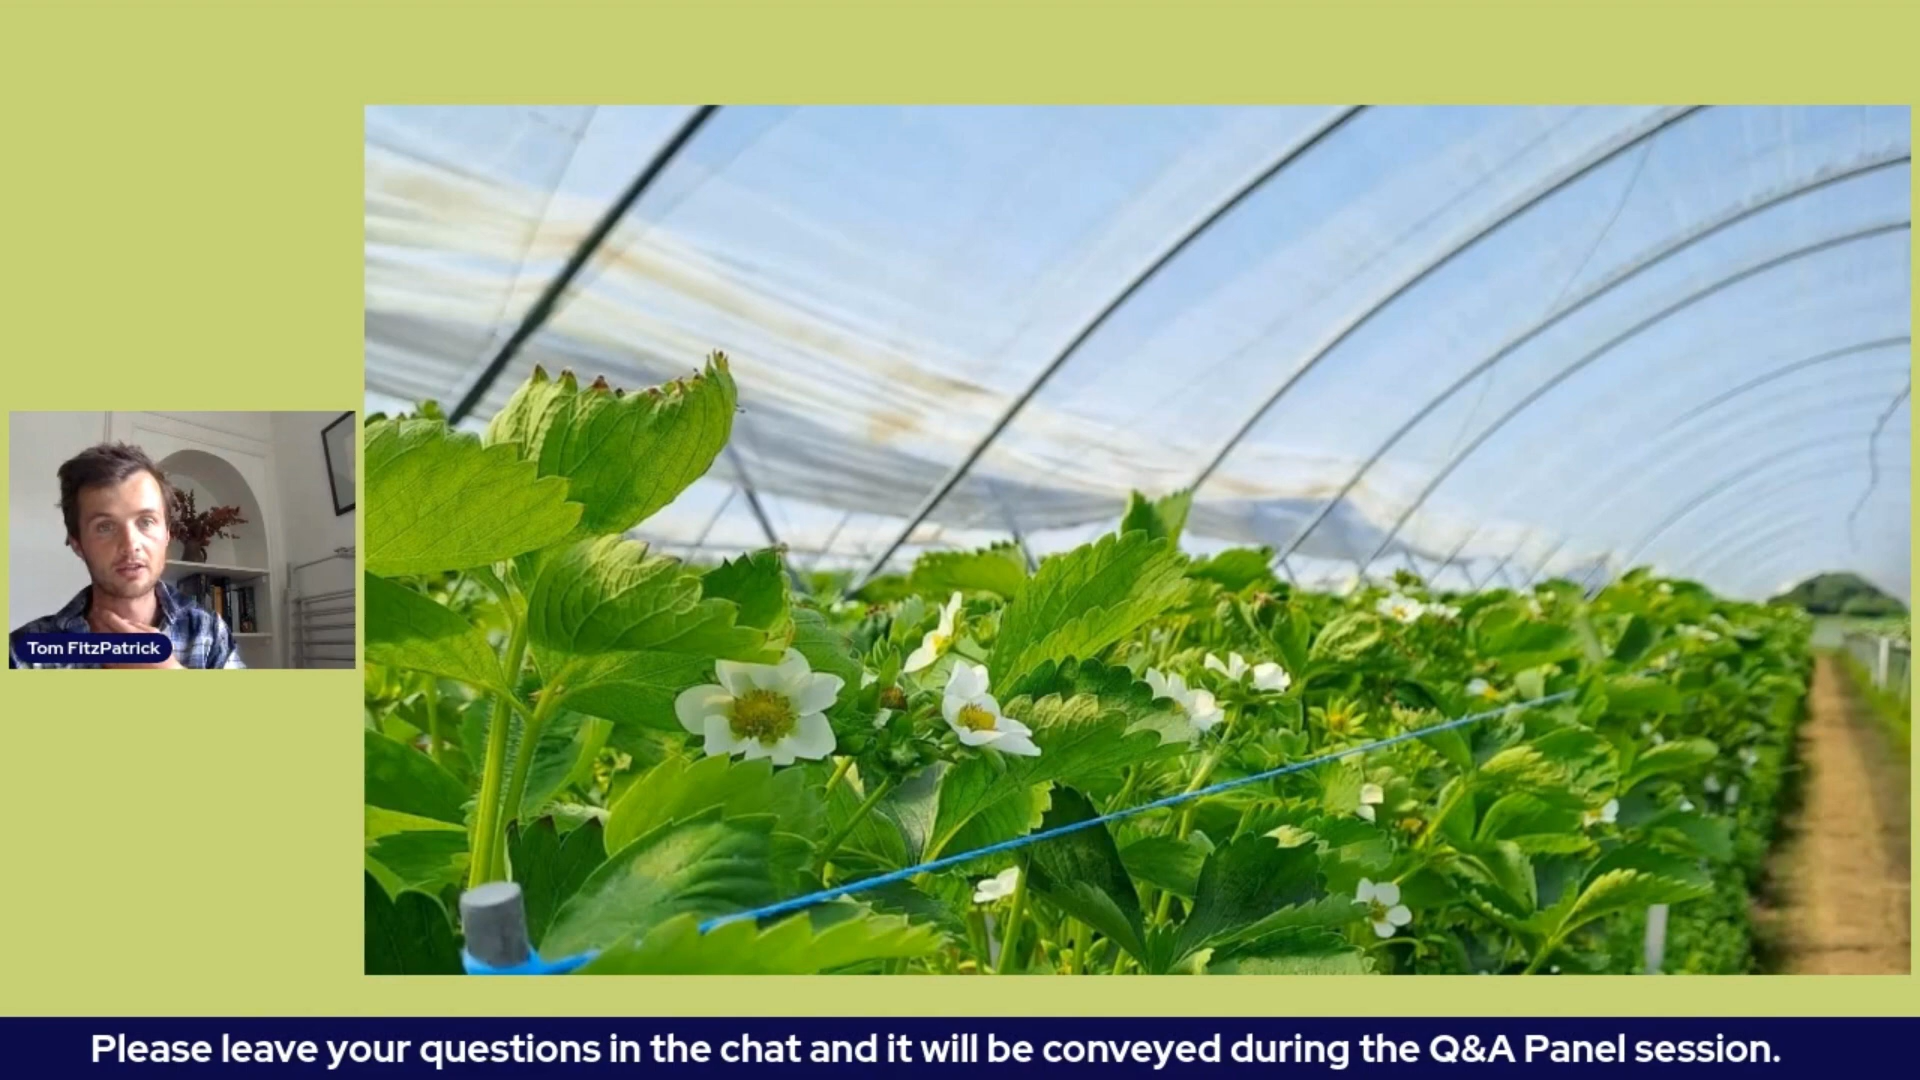 Tom FitzPatrick
Please leave your questions in the chat and it will be conveyed during the Q&A Panel session.